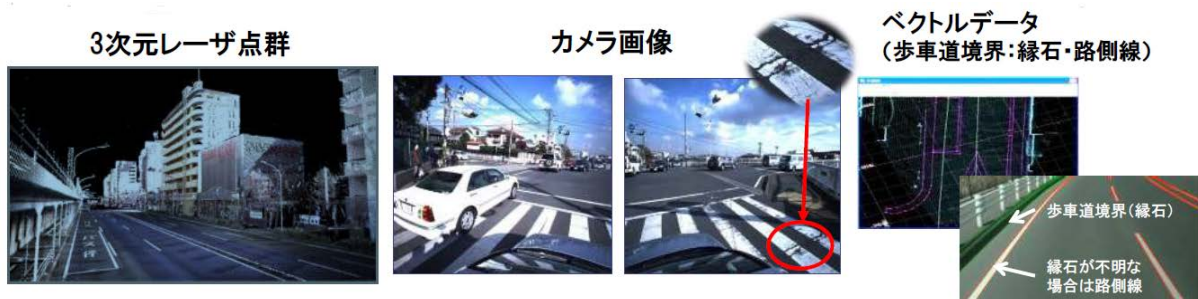 3次元レーザ点群
カメラ画像
ベクトルデータ
(歩車道境界:縁石・路側線)
歩車道境界(縁石)
縁石が不明な
場合は路側線